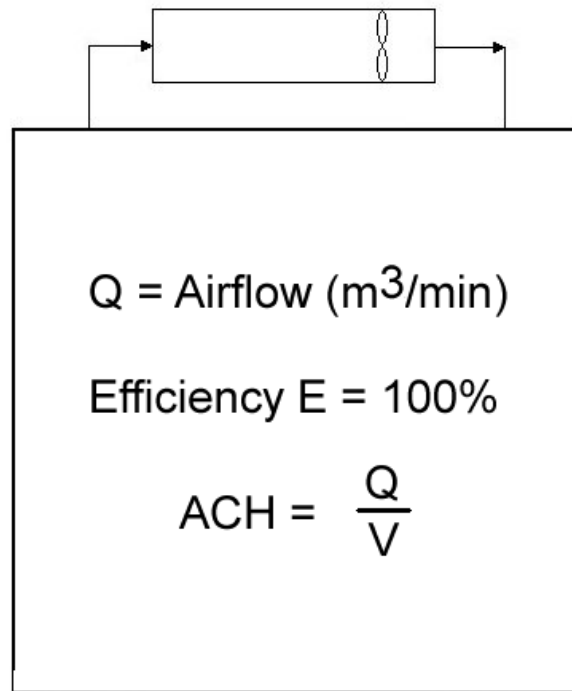 Q = Airflow (m³/min)
Efficiency E = 100%
ACH = Q/V